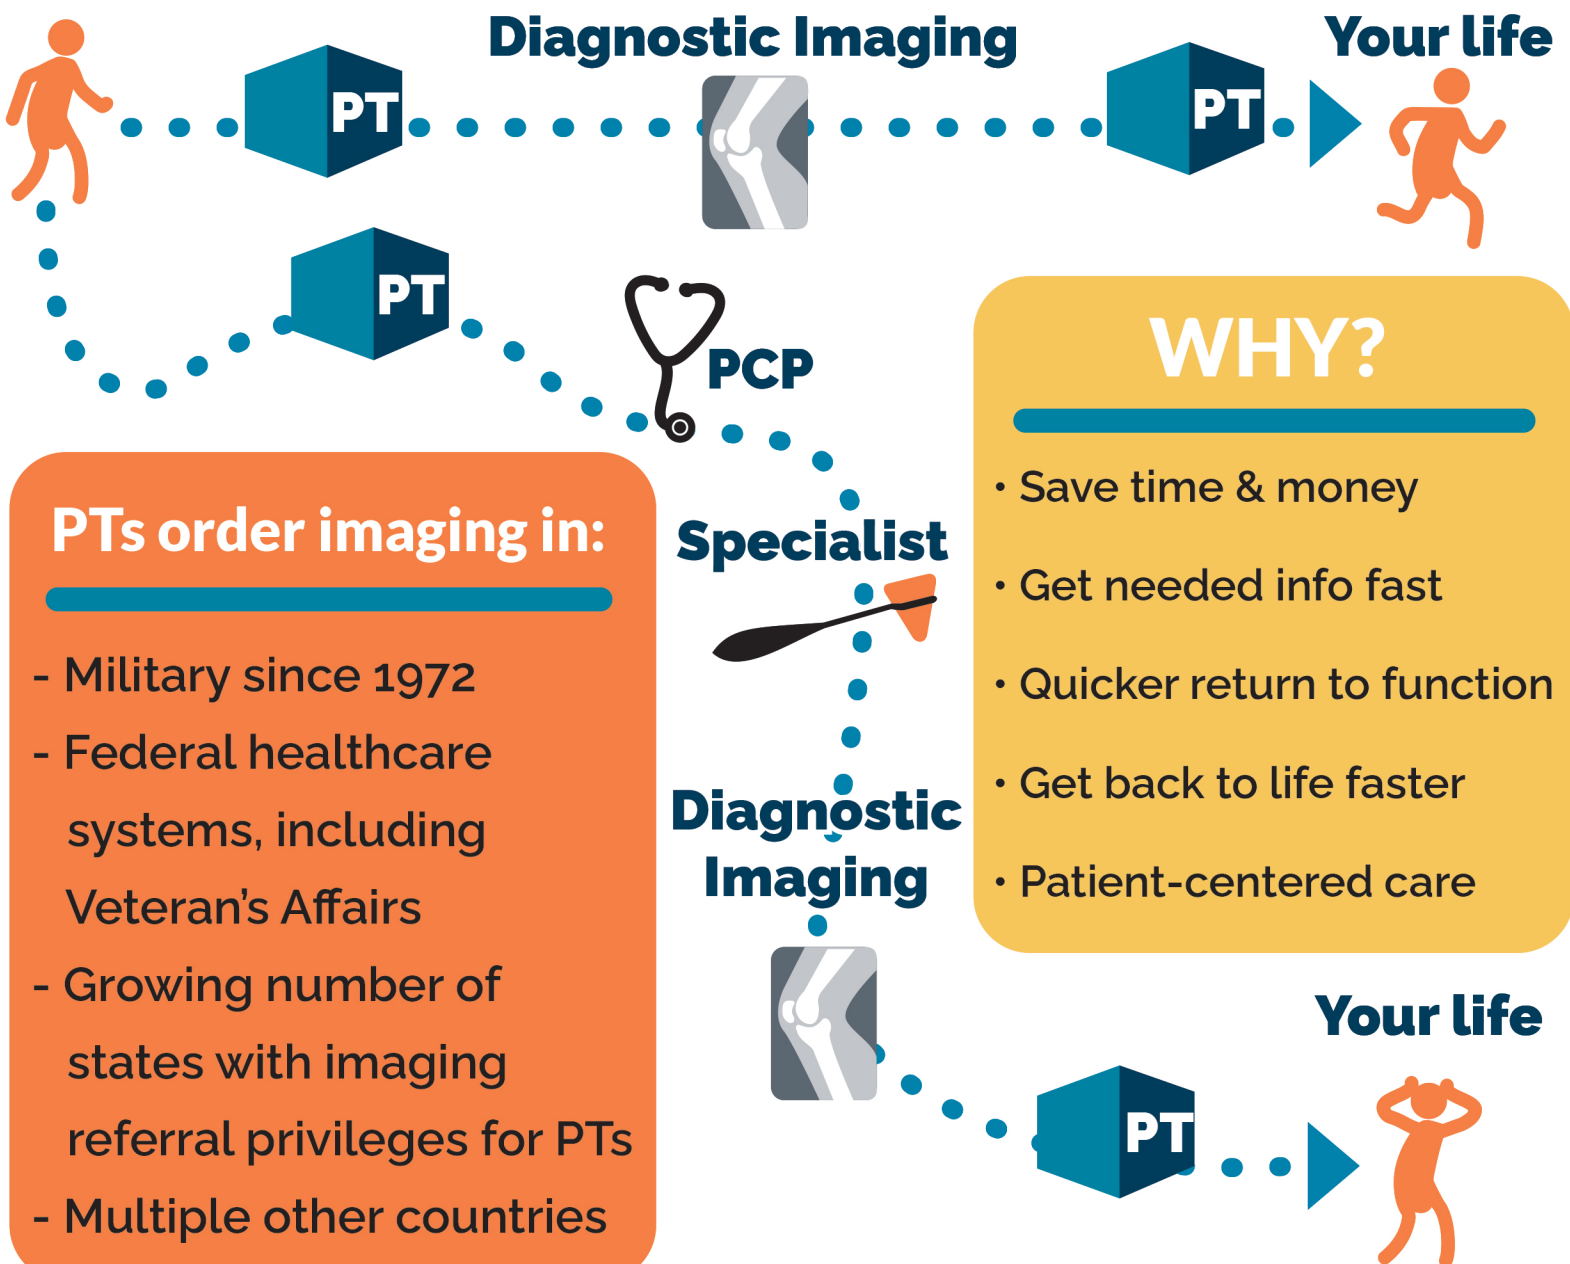 Diagnostic Imaging
Your life
PT
PT
PT
PCP
Specialist
Diagnostic
Imaging
PT
Your life
WHY?
• Save time & money
• Get needed info fast
• Quicker return to function
• Get back to life faster
• Patient-centered care
PTs order imaging in:
- Military since 1972
- Federal healthcare
systems, including
Veteran’s Affairs
- Growing number of
states with imaging
referral privileges for PTs
- Multiple other countries